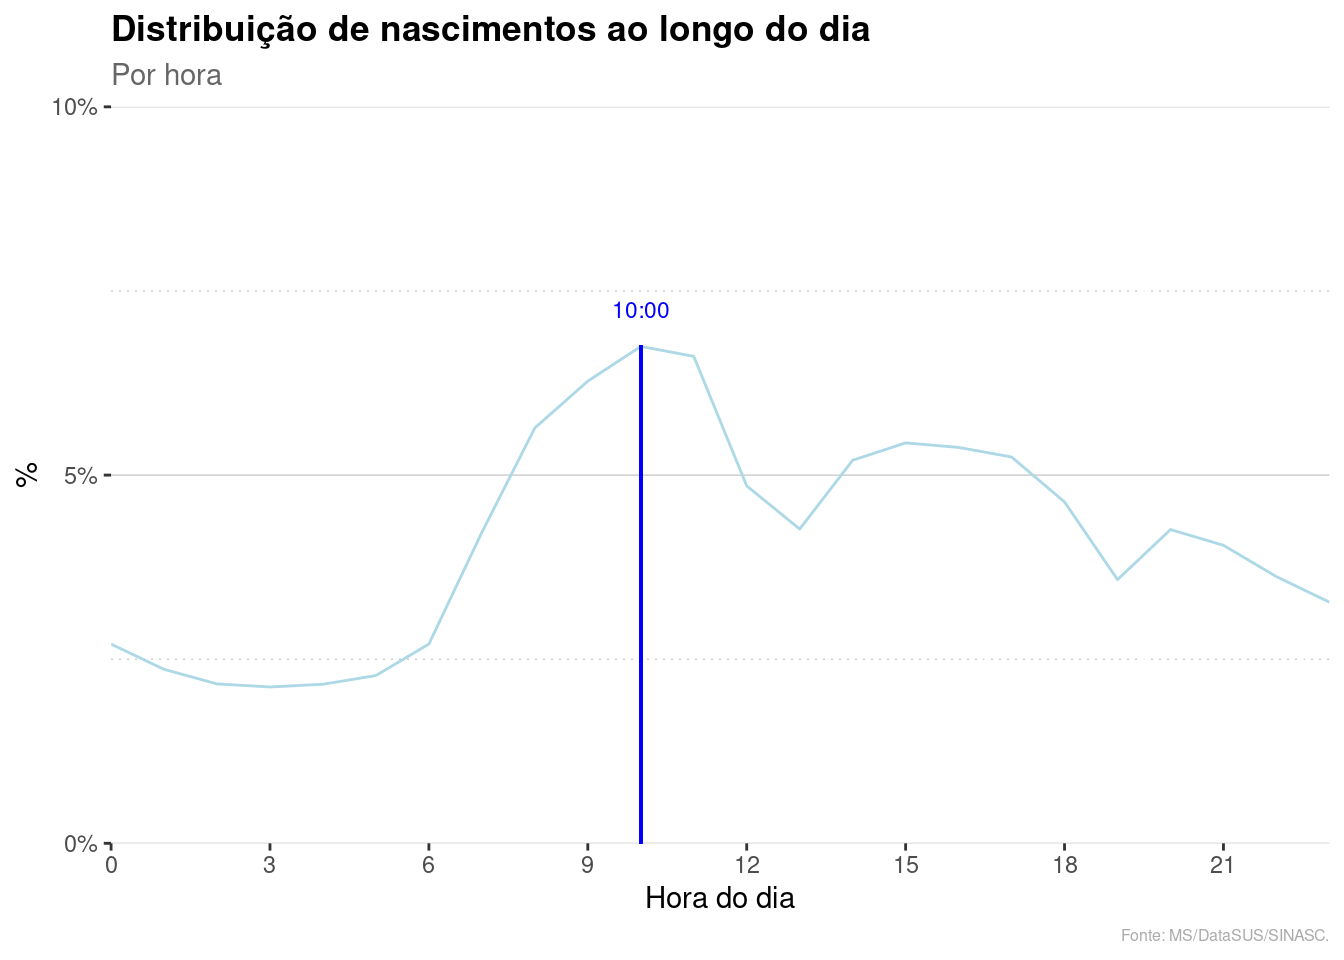 Distribuição de nascimentos ao longo do dia
Por hora
10%
10:00
%
5%
0%
0 3 6 9 12 15 18 21
Hora do dia
Fonte: MS/DataSUS/SINASC.